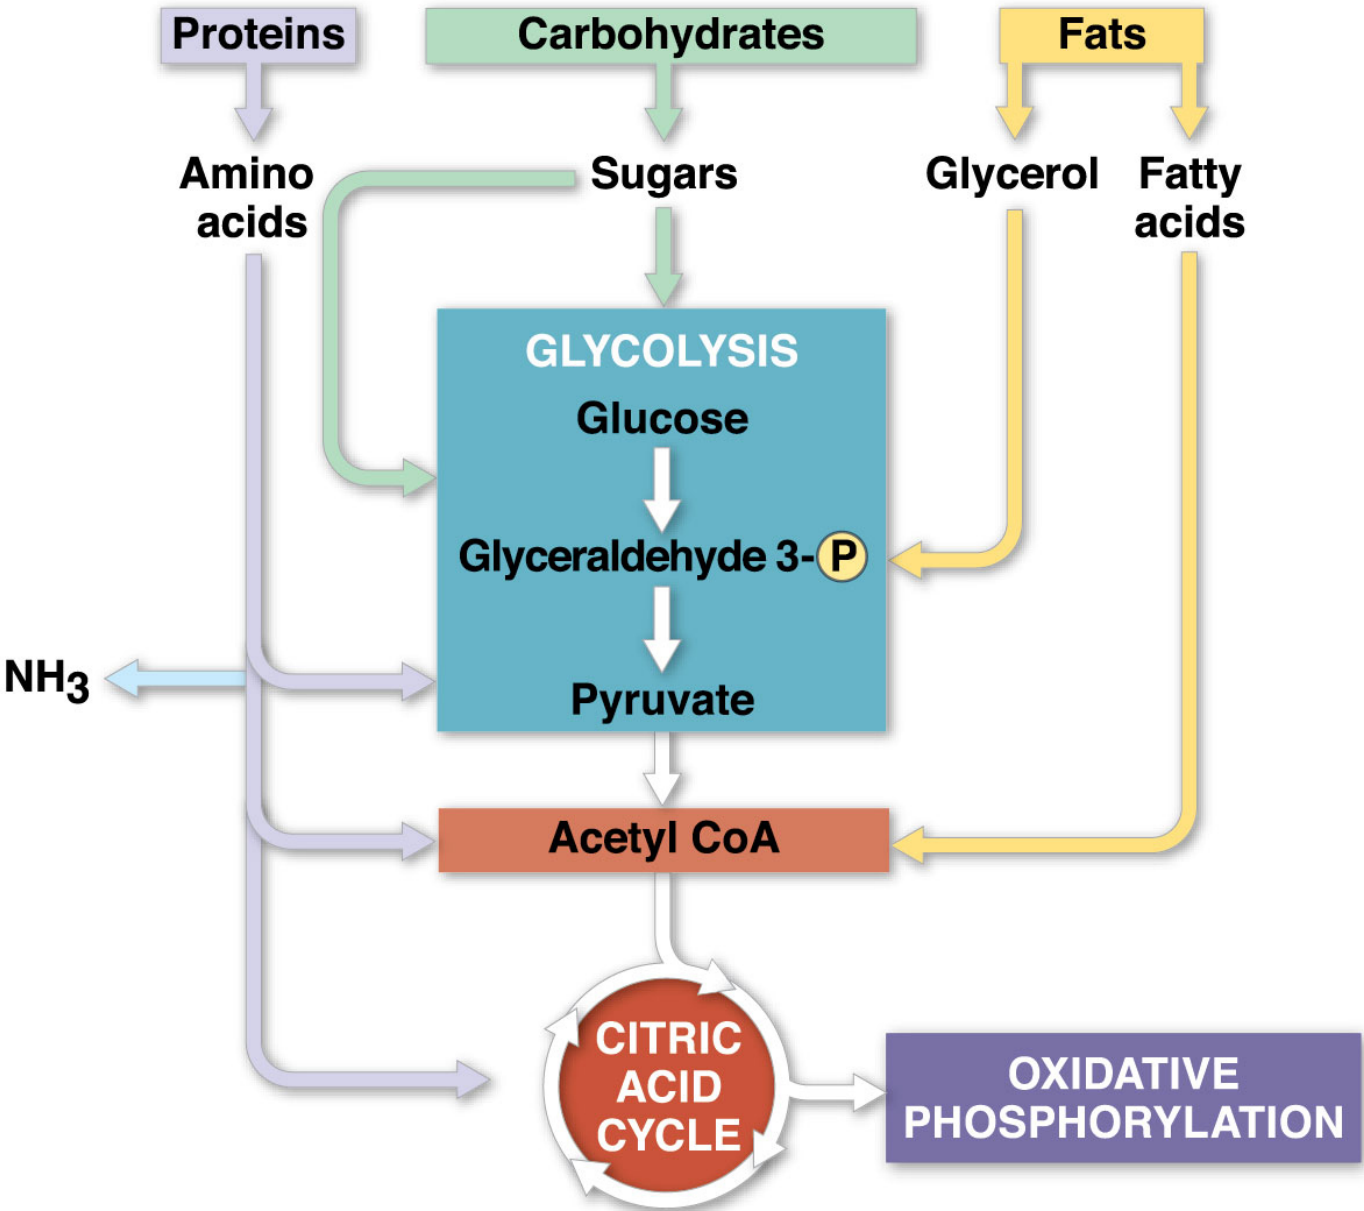 Proteins
Carbohydrates
Fats
Amino
acids
Sugars
Glycerol
Fatty
acids
GLYCOLYSIS
Glucose
Glyceraldehyde 3-P
NH3
Pyruvate
Acetyl CoA
CITRIC
ACID
CYCLE
OXIDATIVE
PHOSPHORYLATION